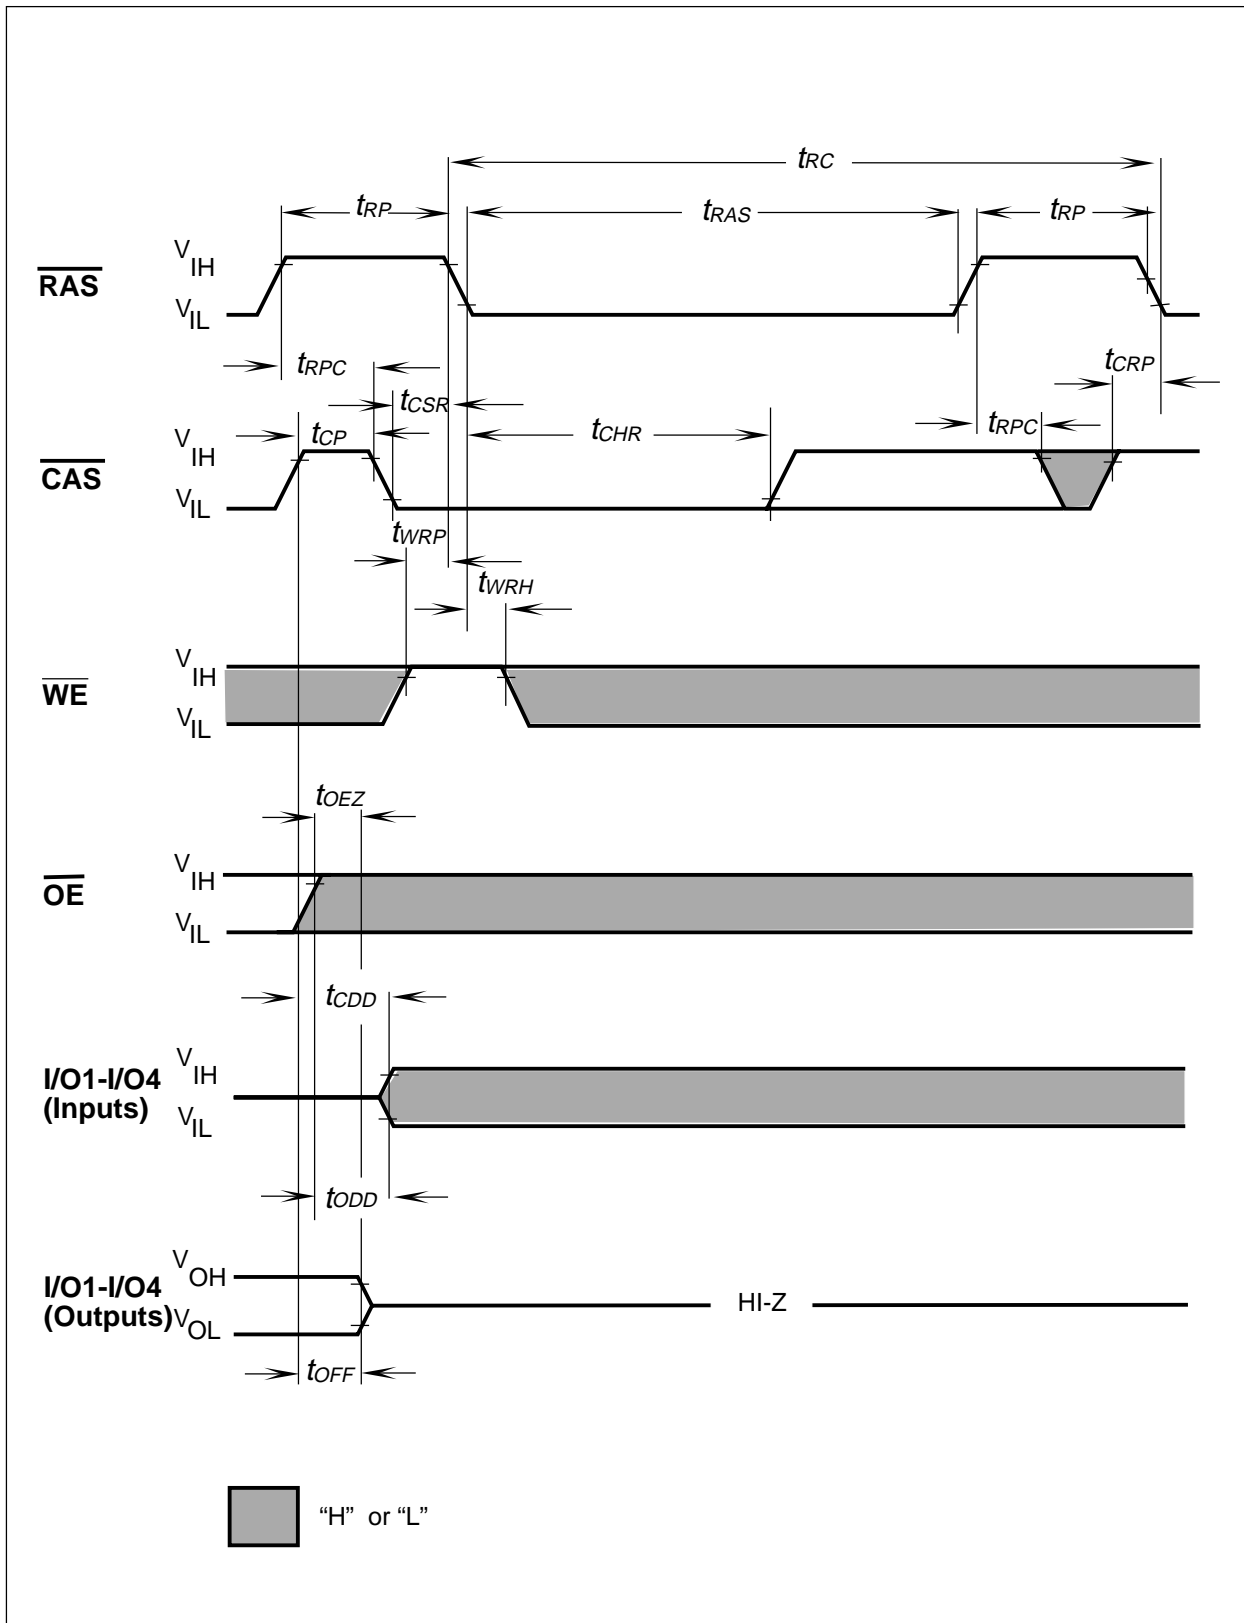 tRC
tRP tRAS tRP
RAS
VIH
VIL
tRPC tCRP
tCSR
tCP tCHR tRPC
CAS
VIH
VIL
tWRP
tWRH
WE
VIH
VIL
tOEZ
OE
VIH
VIL
tCDD
I/O1-I/O4
(Inputs)
VIH
VIL
tODD
I/O1-I/O4
(Outputs)
VOH
VOL
HI-Z
tOFF
“H” or “L”